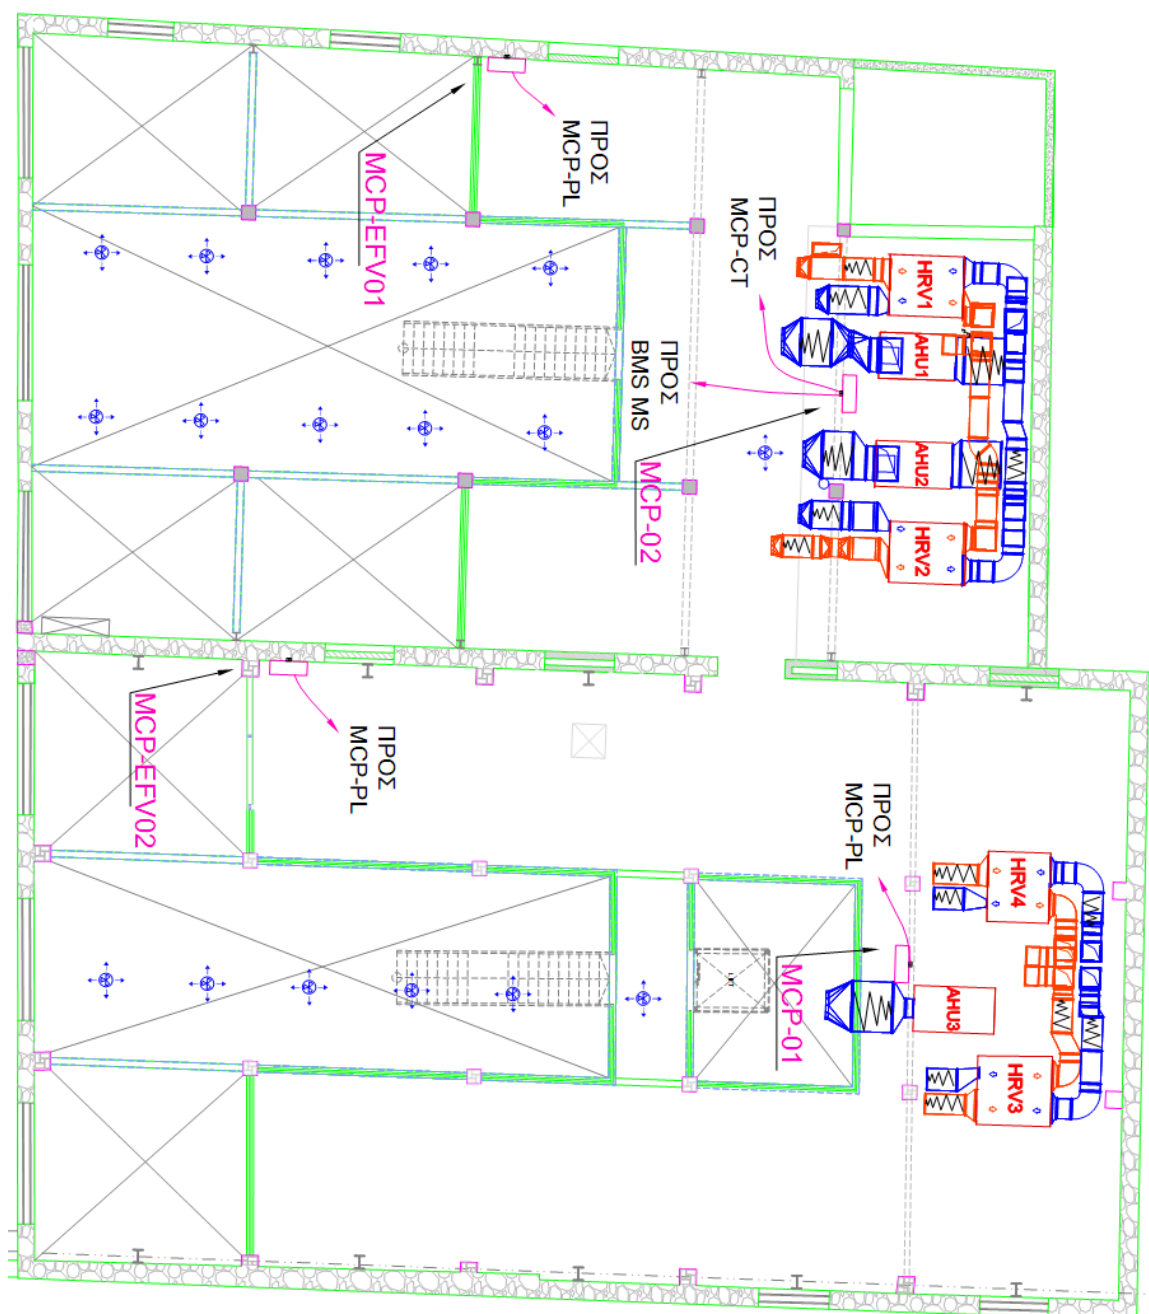 ΠΡΟΣ
MCP-PL
MCP-EFV01
ΠΡΟΣ
MCP-CT
ΠΡΟΣ
BMS MS
MCP-02
HRV1
AHU1
AHU2
HRV2
MCP-EFV02
ΠΡΟΣ
MCP-PL
ΠΡΟΣ
MCP-PL
MCP-01
HRV4
AHU3
HRV3